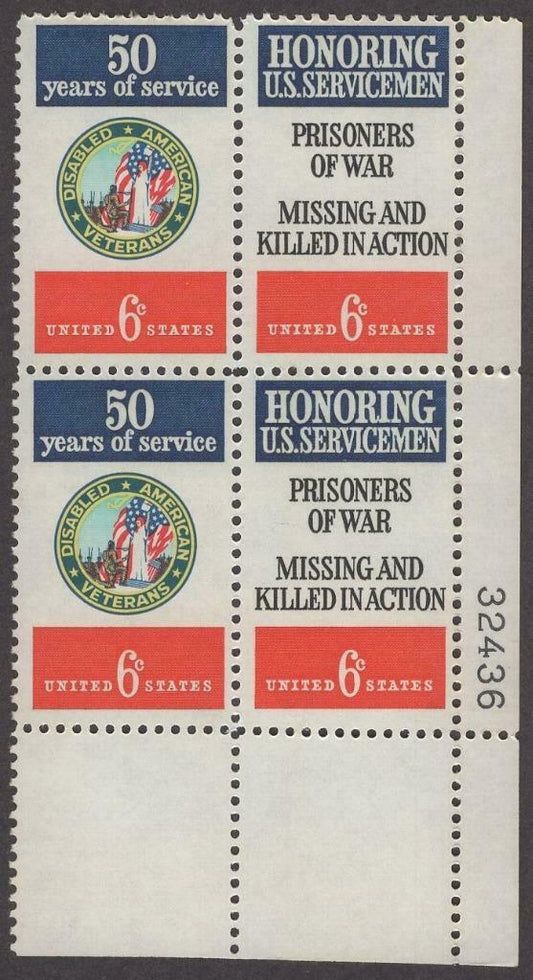 50
years of service
DISABLED ★ AMERICAN ★ VETERANS ★
6c
UNITED STATES
HONORING
U.S. SERVICEMEN
PRISONERS
OF WAR
MISSING AND
KILLED IN ACTION
6c
UNITED STATES
50
years of service
DISABLED ★ AMERICAN ★ VETERANS ★
6c
UNITED STATES
HONORING
U.S. SERVICEMEN
PRISONERS
OF WAR
MISSING AND
KILLED IN ACTION
6c
UNITED STATES
32436